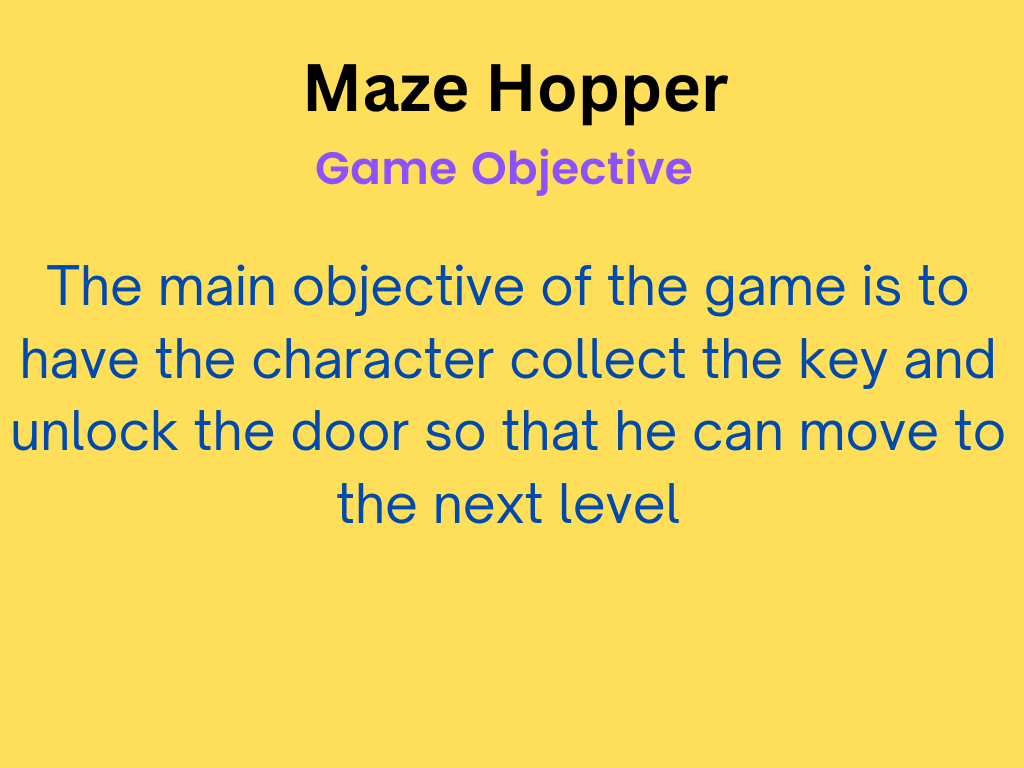 Maze Hopper
Game Objective
The main objective of the game is to
have the character collect the key and
unlock the door so that he can move to
the next level